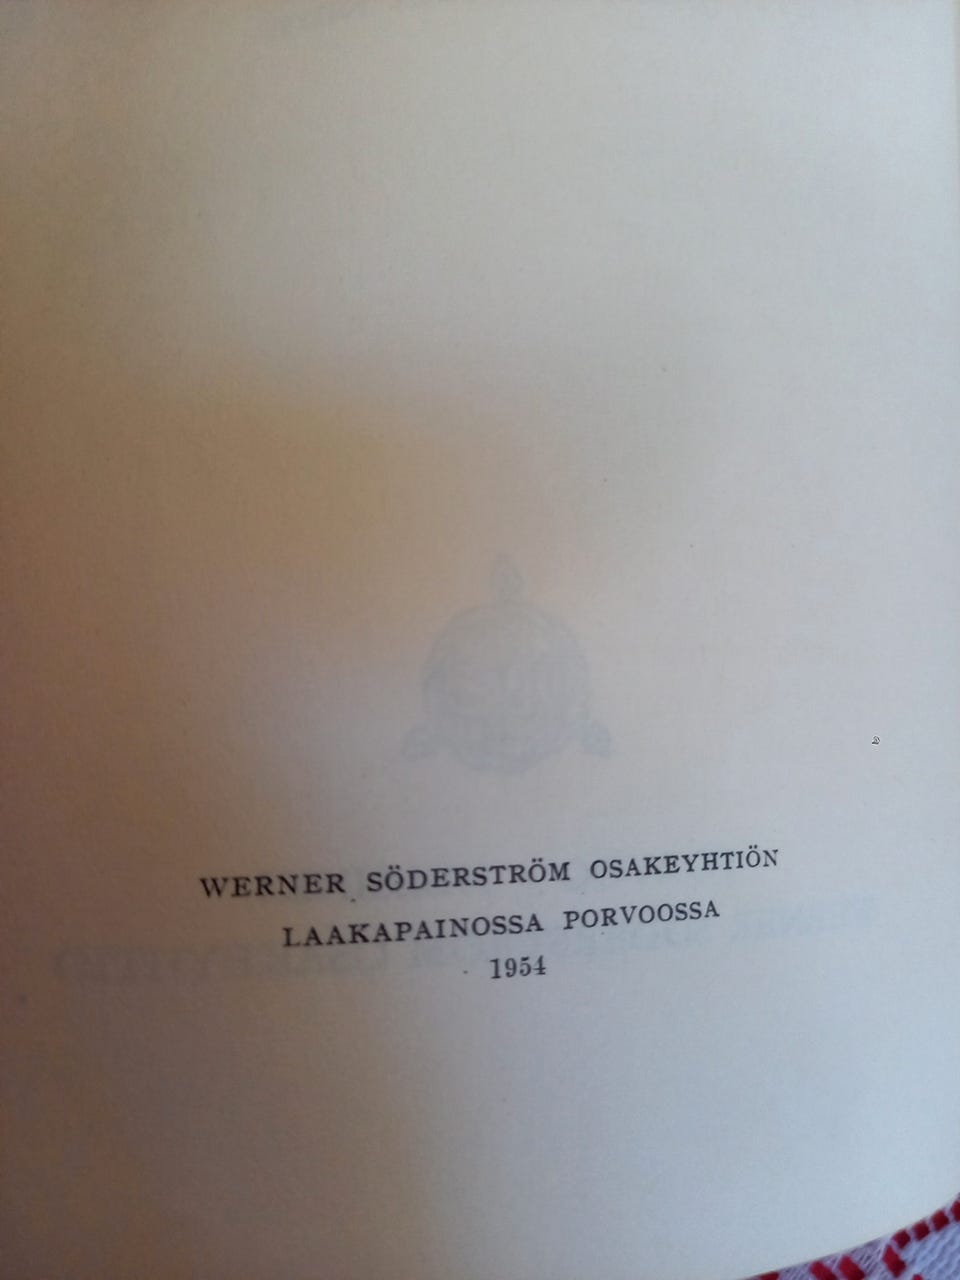 WERNER SÖDERSTRÖM OSAKEYHTIÖN
LAAKAPAINOSSA PORVOOSSA
1954